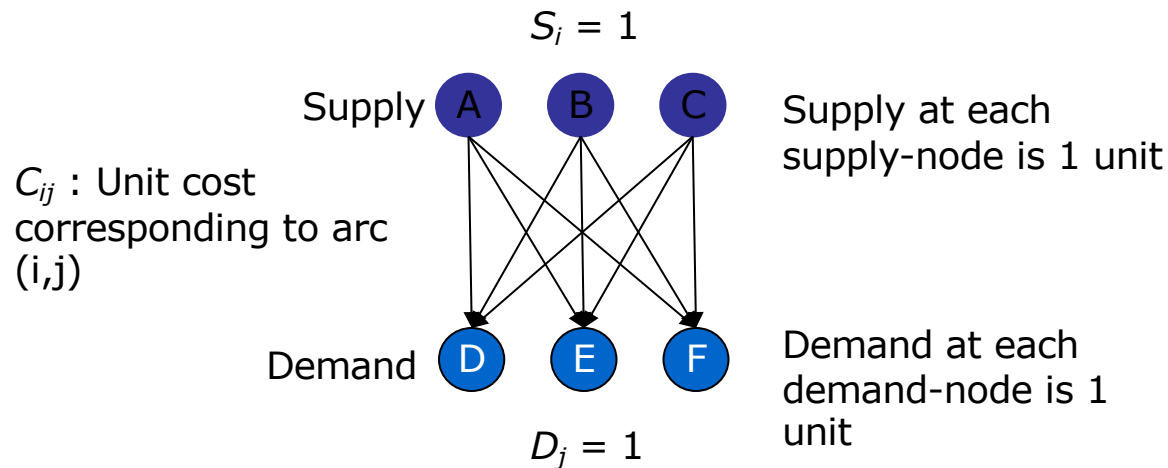 Sᵢ = 1
Supply
A B C
Supply at each
supply-node is 1 unit
Cᵢⱼ : Unit cost
corresponding to arc
(i,j)
Demand
D E F
Demand at each
demand-node is 1
unit
Dⱼ = 1